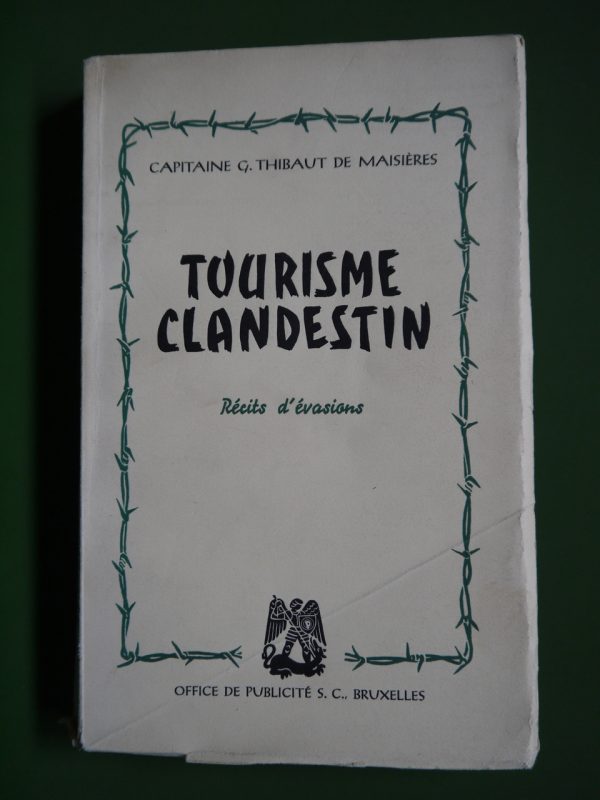 CAPITAINE G. THIBAUT DE MAISIÈRES
TOURISME
CLANDESTIN
Récits d'évasions
OFFICE DE PUBLICITÉ S. C., BRUXELLES